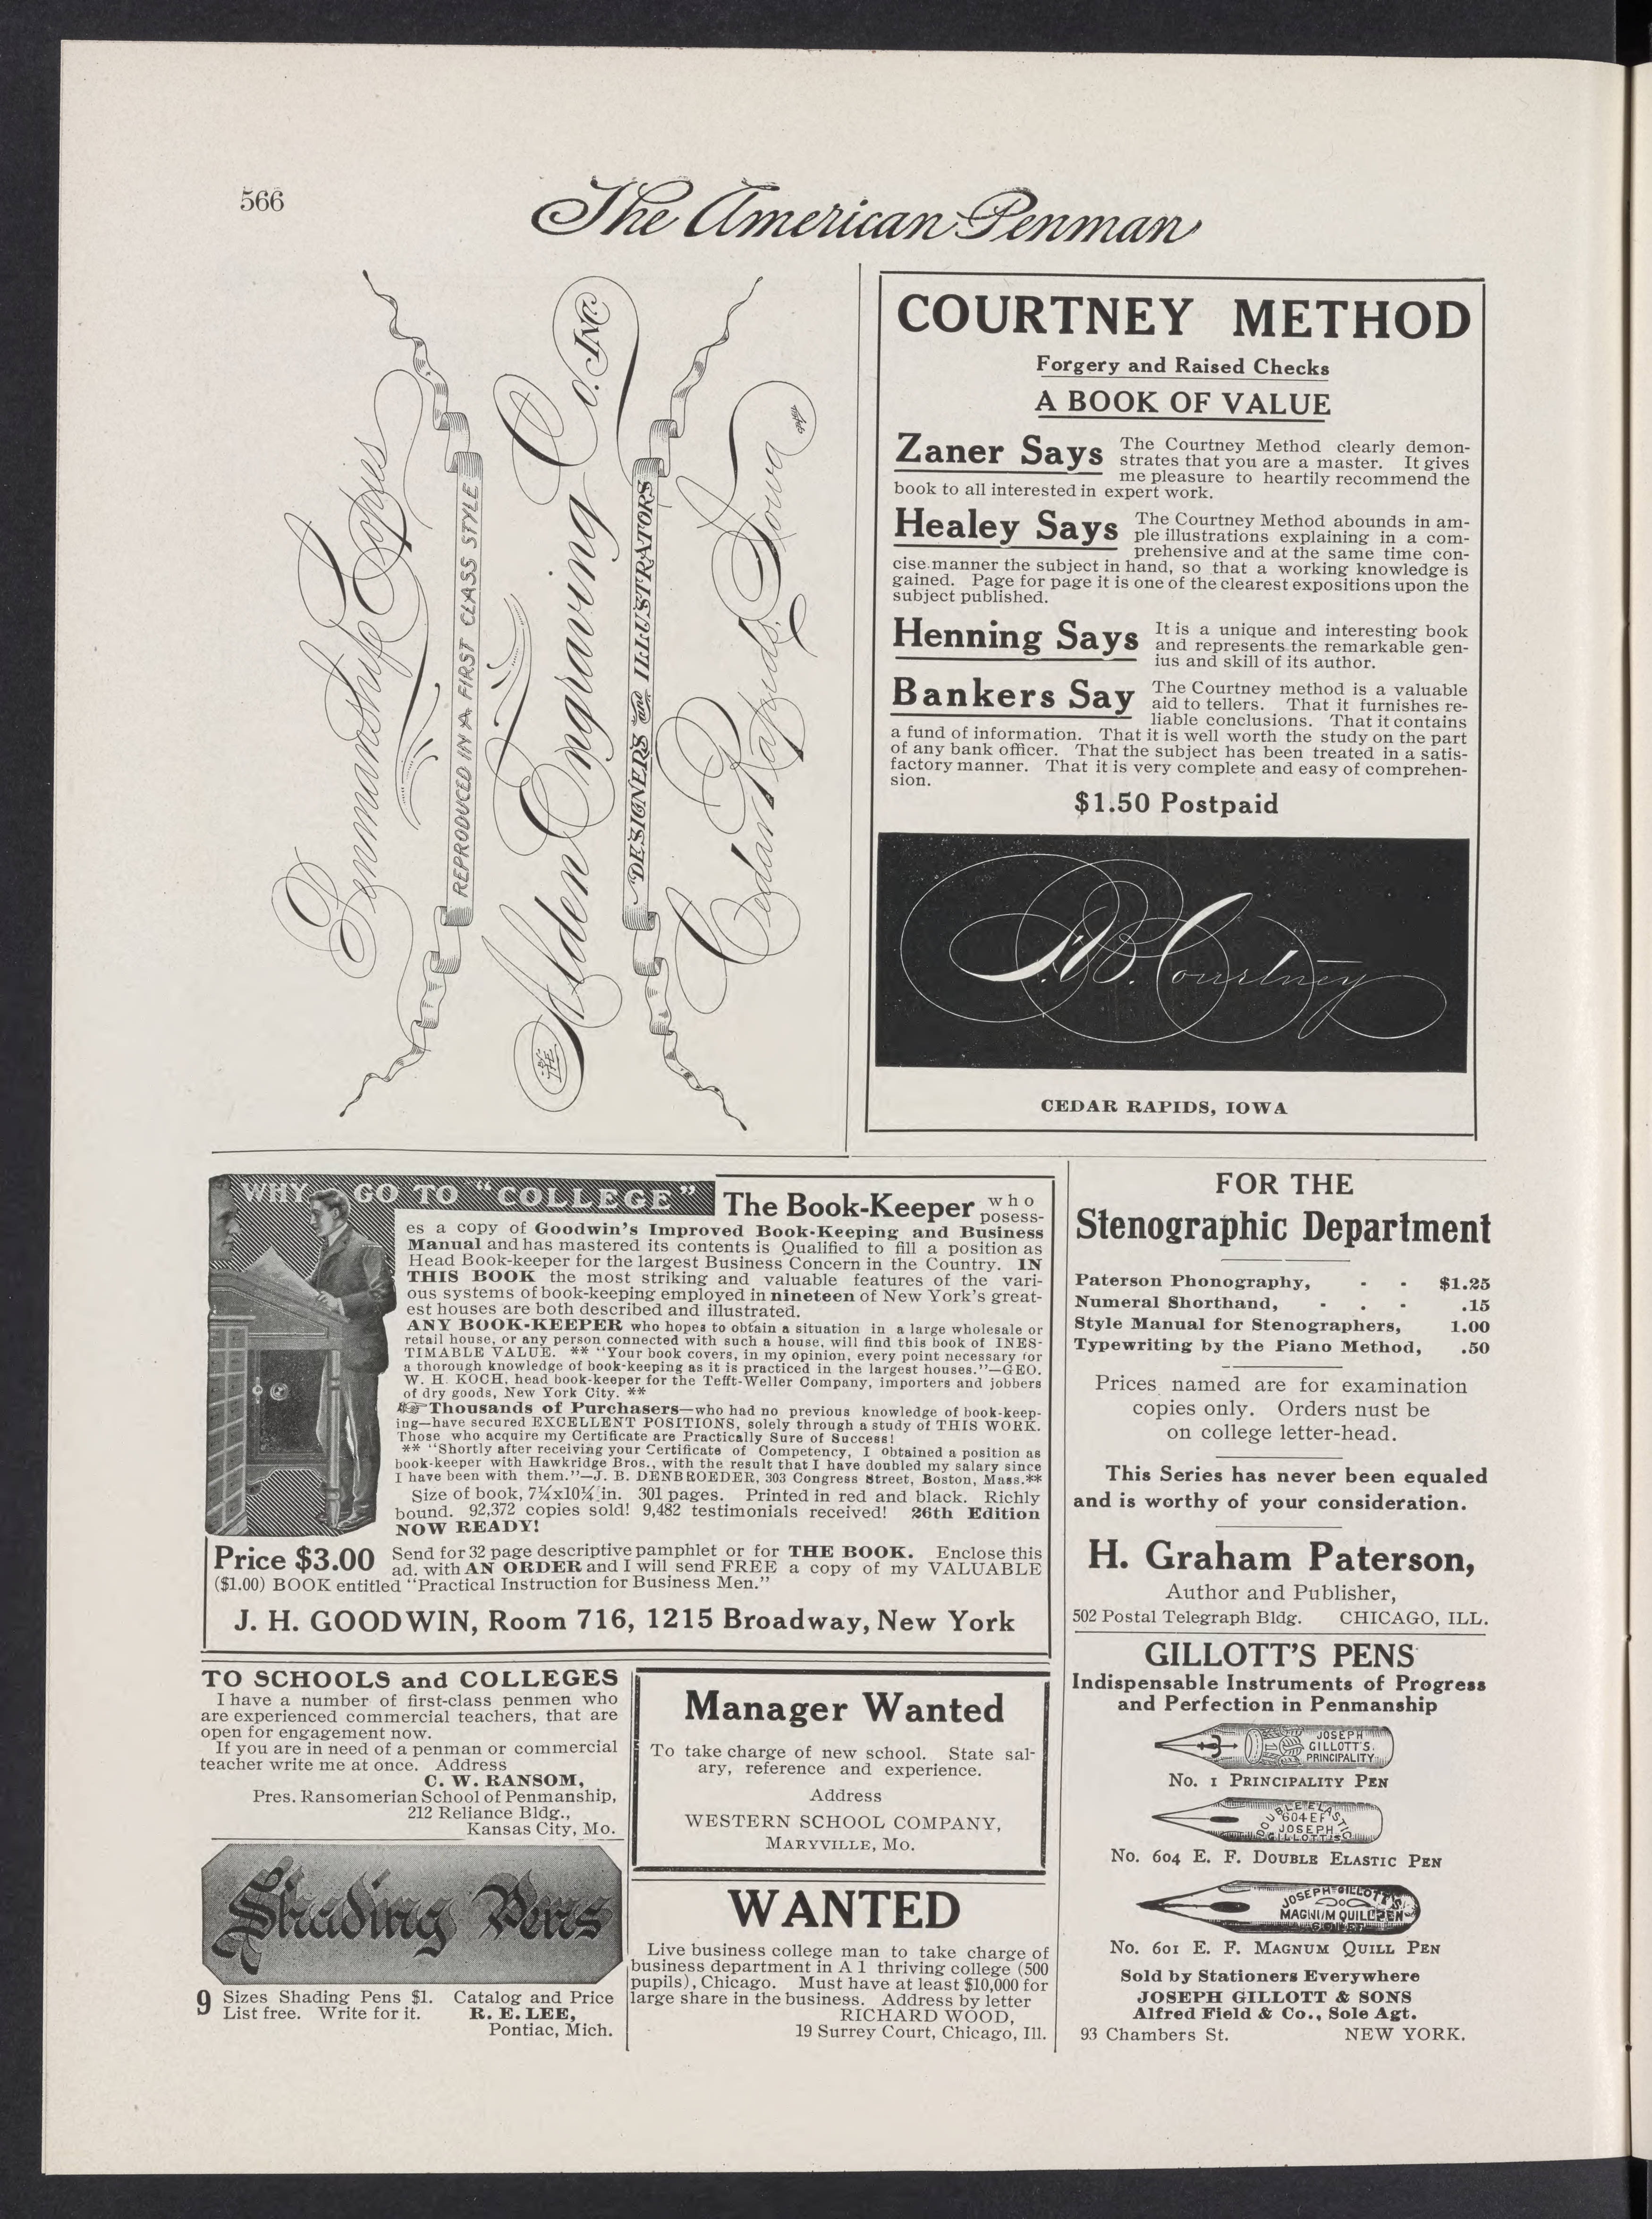 566
The American Penman
Penmanship Copies
REPRODUCED IN A FIRST CLASS STYLE
Alden Engraving Co. INC.
DESIGNERS and ILLUSTRATORS
Cedar Rapids, Iowa
COURTNEY METHOD
Forgery and Raised Checks
A BOOK OF VALUE
Zaner Says The Courtney Method clearly demon-
strates that you are a master. It gives
me pleasure to heartily recommend the
book to all interested in expert work.
Healey Says The Courtney Method abounds in am-
ple illustrations explaining in a com-
prehensive and at the same time con-
cise manner the subject in hand, so that a working knowledge is
gained. Page for page it is one of the clearest expositions upon the
subject published.
Henning Says It is a unique and interesting book
and represents the remarkable gen-
ius and skill of its author.
Bankers Say The Courtney method is a valuable
aid to tellers. That it furnishes re-
liable conclusions. That it contains
a fund of information. That it is well worth the study on the part
of any bank officer. That the subject has been treated in a satis-
factory manner. That it is very complete and easy of comprehen-
sion.
$1.50 Postpaid
Courtney
CEDAR RAPIDS, IOWA
WHY GO TO "COLLEGE"
The Book-Keeper who
posess-
es a copy of Goodwin's Improved Book-Keeping and Business
Manual and has mastered its contents is Qualified to fill a position as
Head Book-keeper for the largest Business Concern in the Country. IN
THIS BOOK the most striking and valuable features of the vari-
ous systems of book-keeping employed in nineteen of New York's great-
est houses are both described and illustrated.
ANY BOOK-KEEPER who hopes to obtain a situation in a large wholesale or
retail house, or any person connected with such a house, will find this book of INES-
TIMABLE VALUE. ** "Your book covers, in my opinion, every point necessary for
a thorough knowledge of book-keeping as it is practiced in the largest houses."—GEO.
W. H. KOCH, head book-keeper for the Tefft-Weller Company, importers and jobbers
of dry goods, New York City. **
☞Thousands of Purchasers—who had no previous knowledge of book-keep-
ing—have secured EXCELLENT POSITIONS, solely through a study of THIS WORK.
Those who acquire my Certificate are Practically Sure of Success!
** "Shortly after receiving your Certificate of Competency, I obtained a position as
book-keeper with Hawkridge Bros., with the result that I have doubled my salary since
I have been with them."—J. B. DENBROEDER, 303 Congress Street, Boston, Mass.**
Size of book, 7¼x10¼ in. 301 pages. Printed in red and black. Richly
bound. 92,372 copies sold! 9,482 testimonials received! 26th Edition
NOW READY!
Price $3.00 Send for 32 page descriptive pamphlet or for THE BOOK. Enclose this
ad. with AN ORDER and I will send FREE a copy of my VALUABLE
($1.00) BOOK entitled "Practical Instruction for Business Men."
J. H. GOODWIN, Room 716, 1215 Broadway, New York
FOR THE
Stenographic Department
Paterson Phonography, - - $1.25
Numeral Shorthand, - . - .15
Style Manual for Stenographers, 1.00
Typewriting by the Piano Method, .50
Prices named are for examination
copies only. Orders nust be
on college letter-head.
This Series has never been equaled
and is worthy of your consideration.
H. Graham Paterson,
Author and Publisher,
502 Postal Telegraph Bldg. CHICAGO, ILL.
TO SCHOOLS and COLLEGES
I have a number of first-class penmen who
are experienced commercial teachers, that are
open for engagement now.
If you are in need of a penman or commercial
teacher write me at once. Address
C. W. RANSOM,
Pres. Ransomerian School of Penmanship,
212 Reliance Bldg.,
Kansas City, Mo.
Shading Pens
9 Sizes Shading Pens $1. Catalog and Price
List free. Write for it. R. E. LEE,
Pontiac, Mich.
Manager Wanted
To take charge of new school. State sal-
ary, reference and experience.
Address
WESTERN SCHOOL COMPANY,
MARYVILLE, MO.
WANTED
Live business college man to take charge of
business department in A 1 thriving college (500
pupils), Chicago. Must have at least $10,000 for
large share in the business. Address by letter
RICHARD WOOD,
19 Surrey Court, Chicago, Ill.
GILLOTT'S PENS
Indispensable Instruments of Progress
and Perfection in Penmanship
JOSEPH
GILLOTT'S
PRINCIPALITY
No. 1 PRINCIPALITY PEN
DOUBLE ELASTIC
604 EF
JOSEPH
GILLOTT'S
No. 604 E. F. DOUBLE ELASTIC PEN
JOSEPH GILLOTT'S
MAGNUM QUILL PEN
No. 601 E. F. MAGNUM QUILL PEN
Sold by Stationers Everywhere
JOSEPH GILLOTT & SONS
Alfred Field & Co., Sole Agt.
93 Chambers St. NEW YORK.